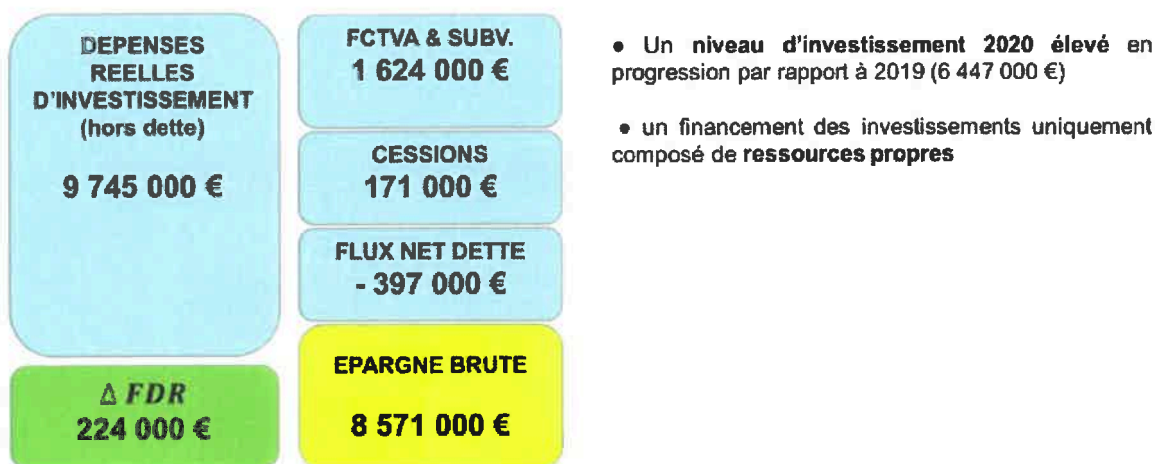 DEPENSES
REELLES
D'INVESTISSEMENT
(hors dette)
9 745 000 €
Δ FDR
224 000 €
FCTVA & SUBV.
1 624 000 €
CESSIONS
171 000 €
FLUX NET DETTE
- 397 000 €
EPARGNE BRUTE
8 571 000 €
● Un niveau d'investissement 2020 élevé en
progression par rapport à 2019 (6 447 000 €)
● un financement des investissements uniquement
composé de ressources propres